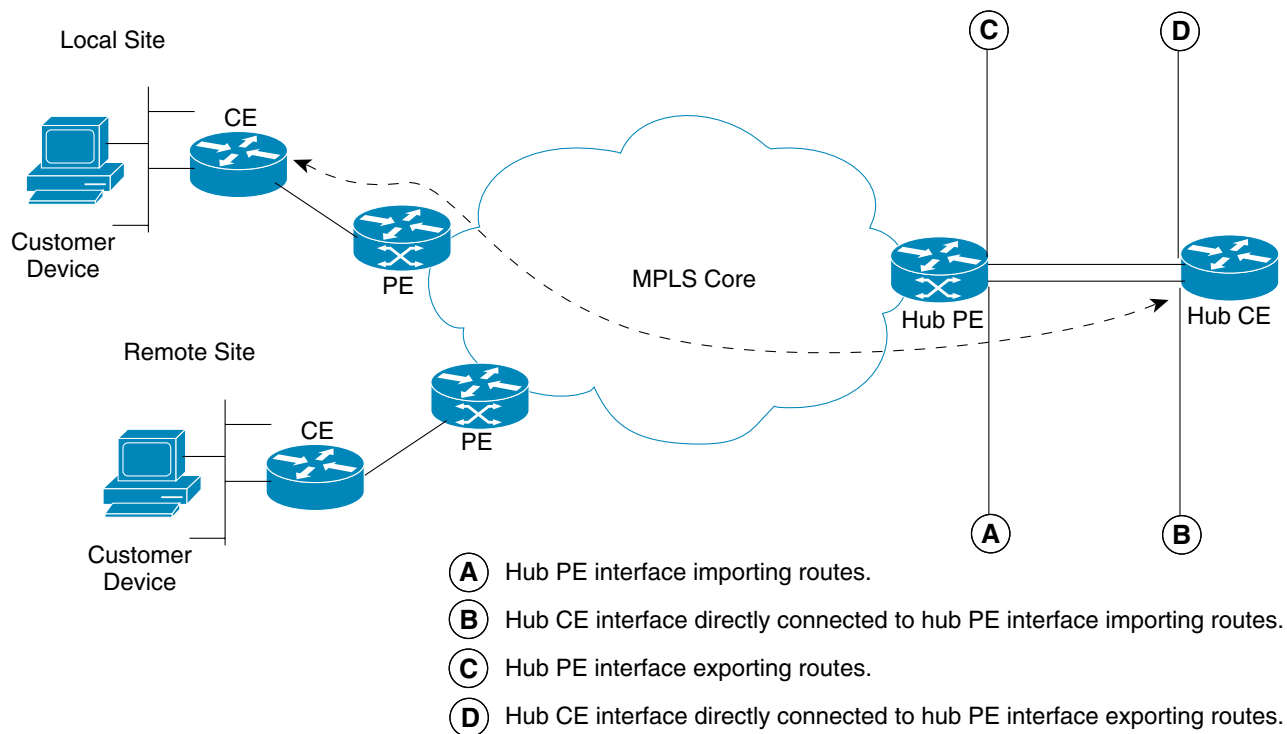 C
D
Local Site
CE
Customer
Device
PE
MPLS Core
Hub PE
Hub CE
Remote Site
CE
PE
Customer
Device
A
B
A Hub PE interface importing routes.
B Hub CE interface directly connected to hub PE interface importing routes.
C Hub PE interface exporting routes.
D Hub CE interface directly connected to hub PE interface exporting routes.